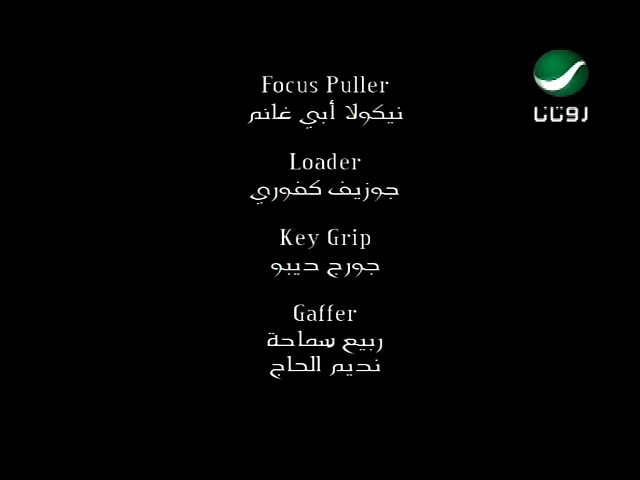 Focus Puller
نيكولا أبي غانم
Loader
جوزيف كفوري
Key Grip
جورج ديبو
Gaffer
ربيع سماحة
نديم الحاج
روتانا